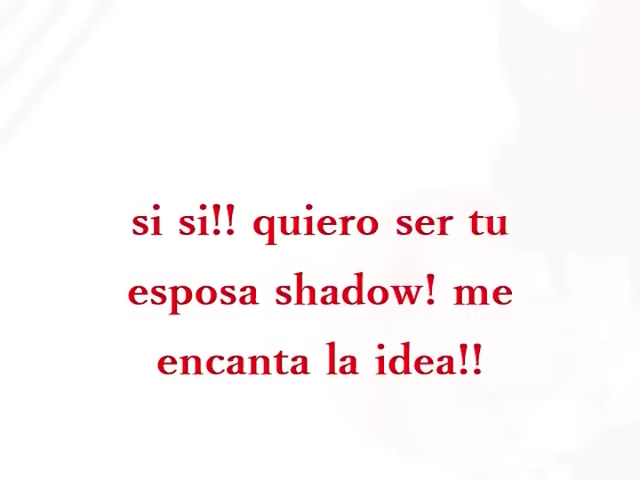 si si!! quiero ser tu
esposa shadow! me
encanta la idea!!